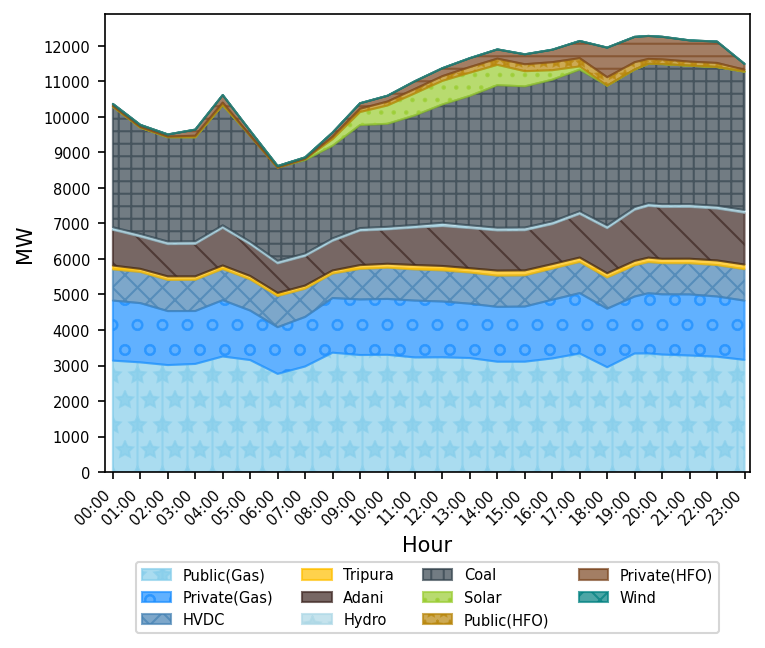 12000
11000
10000
9000
8000
7000
6000
5000
4000
3000
2000
1000
0
MW
00:00 01:00 02:00 03:00 04:00 05:00 06:00 07:00 08:00 09:00 10:00 11:00 12:00 13:00 14:00 15:00 16:00 17:00 18:00 19:00 20:00 21:00 22:00 23:00
Hour
Public(Gas) Tripura Coal Private(HFO)
Private(Gas) Adani Solar Wind
HVDC Hydro Public(HFO)